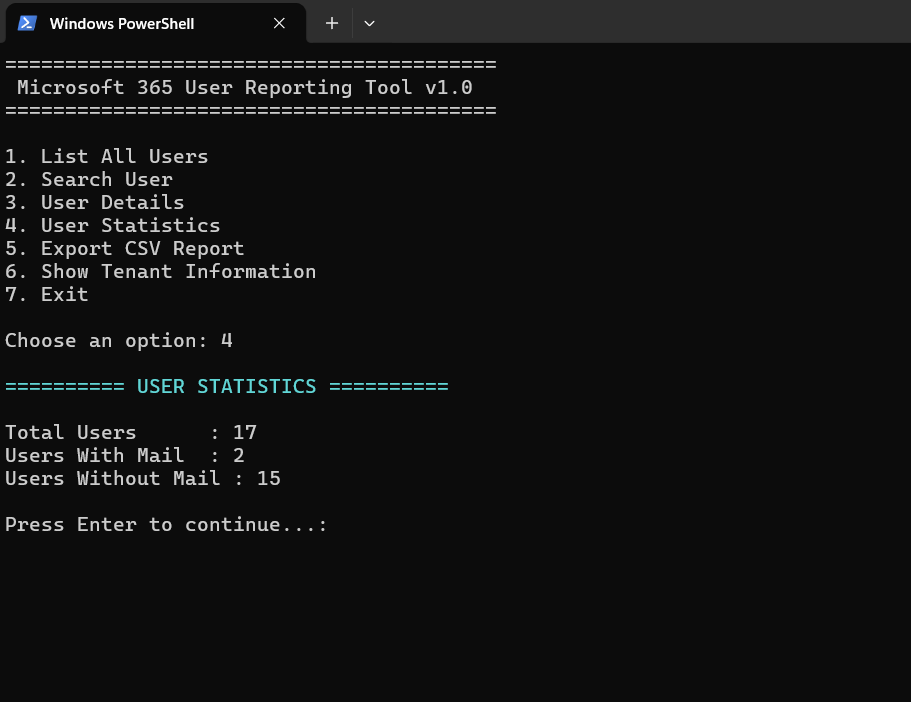 Windows PowerShell
=========================================
 Microsoft 365 User Reporting Tool v1.0
=========================================
1. List All Users
2. Search User
3. User Details
4. User Statistics
5. Export CSV Report
6. Show Tenant Information
7. Exit
Choose an option: 4
========== USER STATISTICS ==========
Total Users      : 17
Users With Mail  : 2
Users Without Mail : 15
Press Enter to continue...: